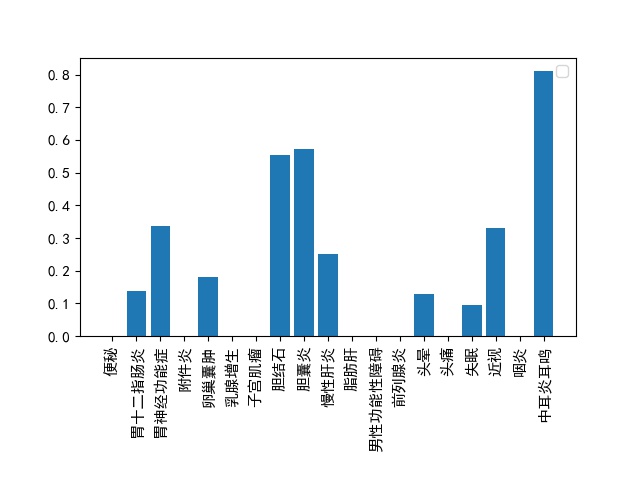 0.8
0.7
0.6
0.5
0.4
0.3
0.2
0.1
0.0
便秘
胃十二指肠炎
胃神经功能症
附件炎
卵巢囊肿
乳腺增生
子宫肌瘤
胆结石
胆囊炎
慢性肝炎
脂肪肝
男性功能性障碍
前列腺炎
头晕
头痛
失眠
近视
咽炎
中耳炎耳鸣